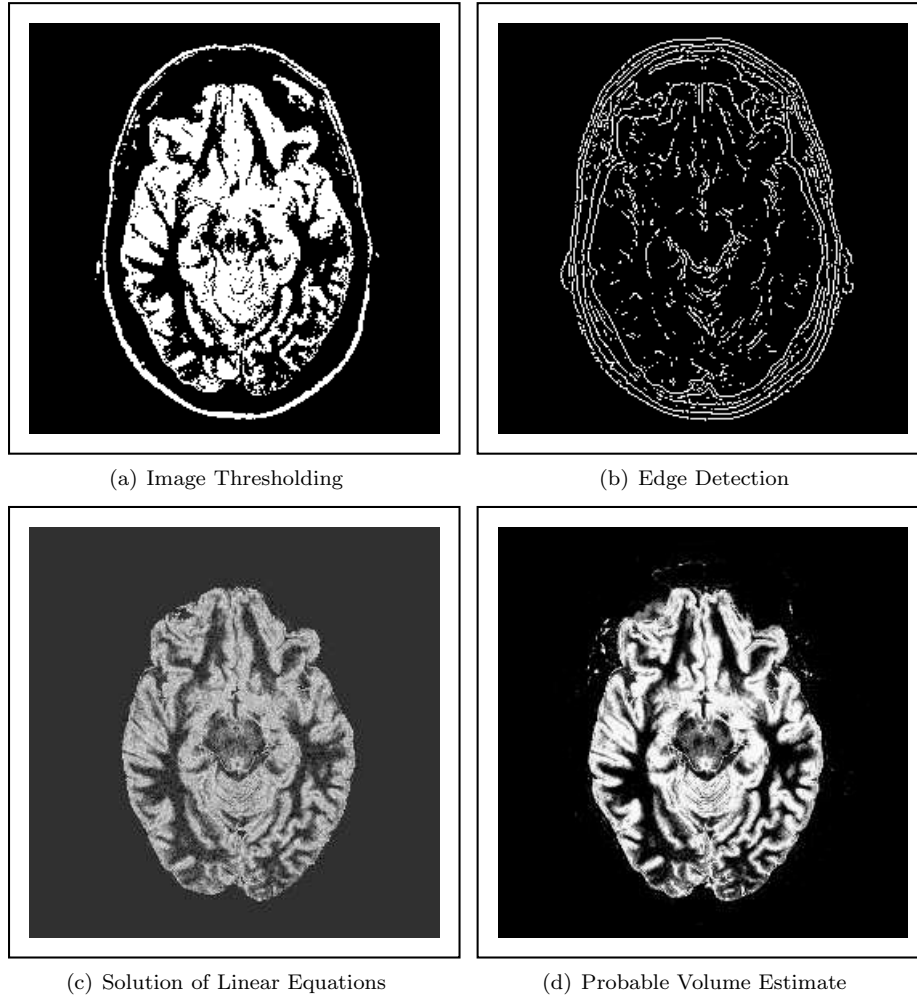 (a) Image Thresholding
(b) Edge Detection
(c) Solution of Linear Equations
(d) Probable Volume Estimate